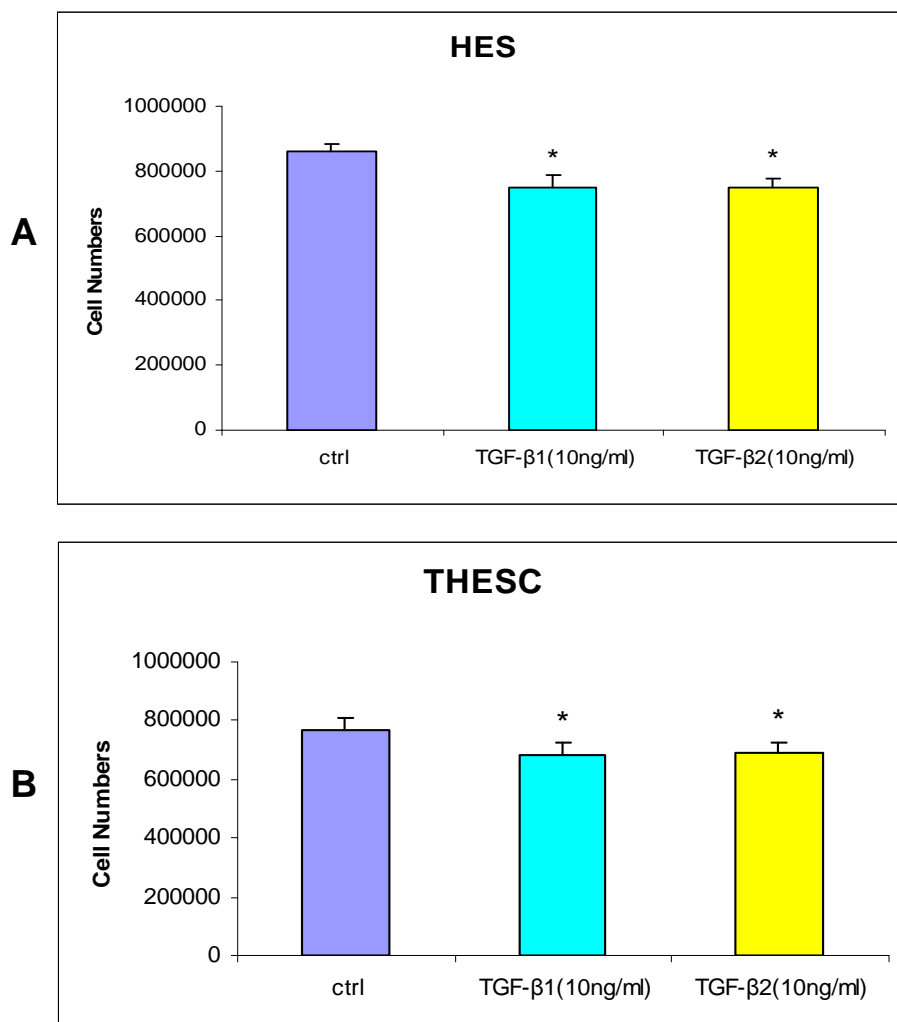 A
HES
Cell Numbers
1000000
800000
600000
400000
200000
0
*
*
ctrl
TGF-β1(10ng/ml)
TGF-β2(10ng/ml)
B
THESC
Cell Numbers
1000000
800000
600000
400000
200000
0
*
*
ctrl
TGF-β1(10ng/ml)
TGF-β2(10ng/ml)